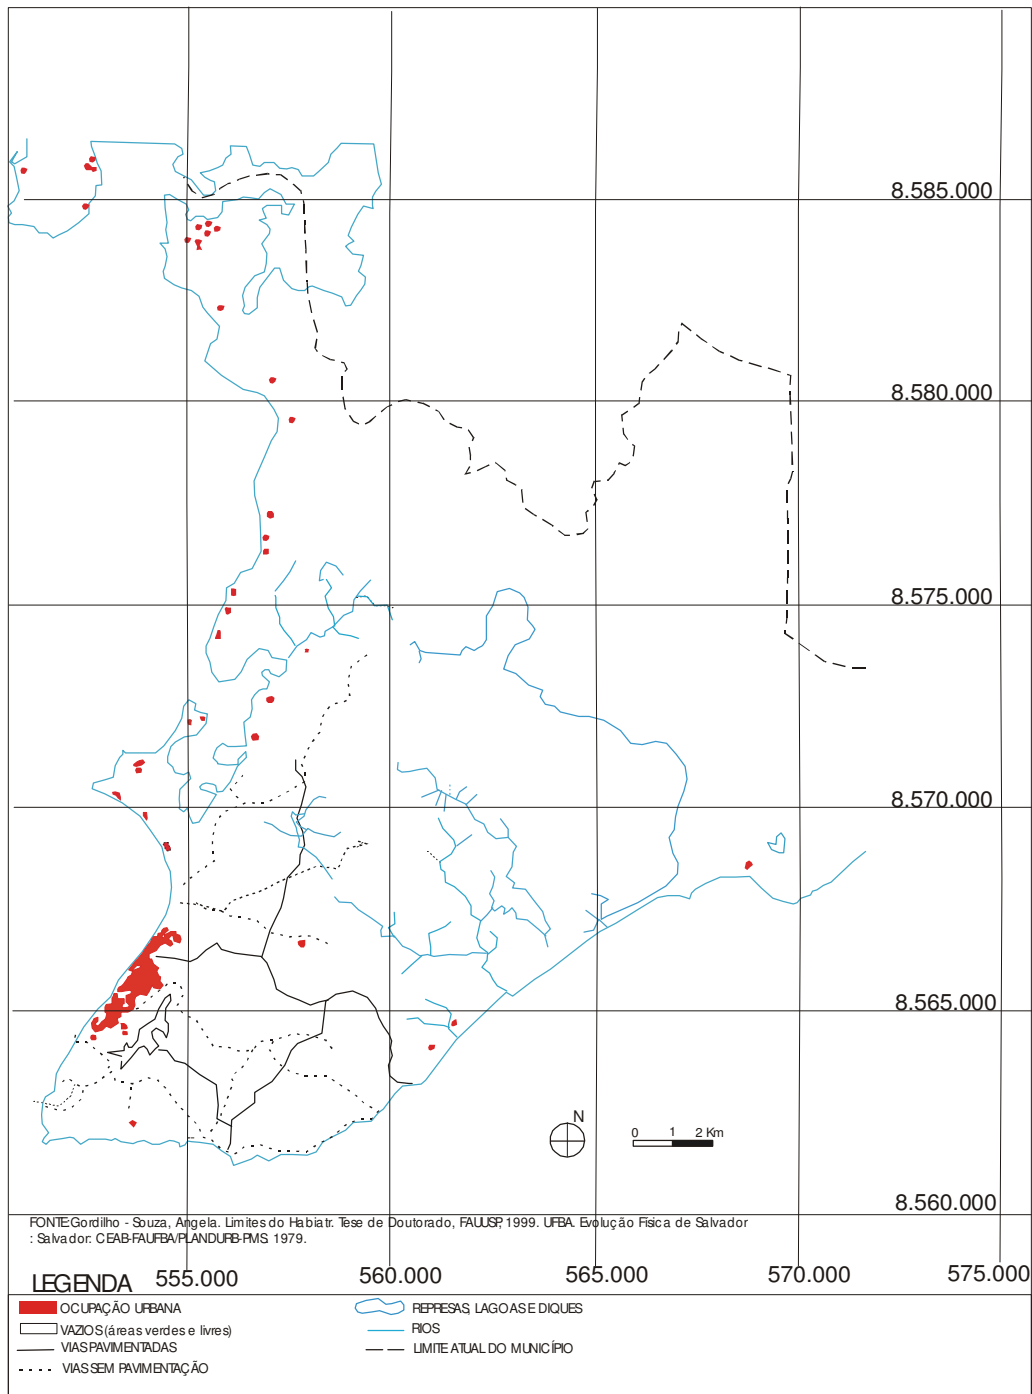 8.585.000
8.580.000
8.575.000
8.570.000
8.565.000
N
0 1 2 Km
8.560.000
FONTE:Gordilho - Souza, Angela. Limites do Habiatr. Tese de Doutorado, FAUUSP, 1999. UFBA. Evolução Física de Salvador
: Salvador: CEAB-FAUFBA/PLANDURB-PMS. 1979.
555.000 560.000 565.000 570.000 575.000
LEGENDA
OCUPAÇÃO URBANA
VAZIOS (áreas verdes e livres)
VIAS PAVIMENTADAS
VIAS SEM PAVIMENTAÇÃO
REPRESAS, LAGOAS E DIQUES
RIOS
LIMITE ATUAL DO MUNICÍPIO